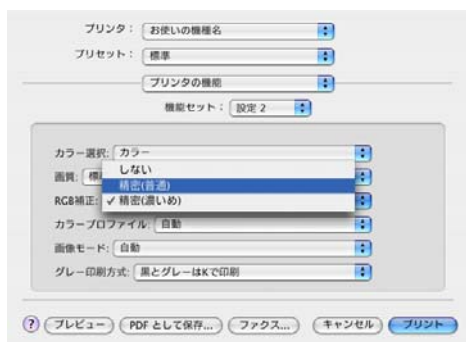 プリンタ： お使いの機種名
プリセット： 標準
プリンタの機能
機能セット： 設定 2
カラー選択: カラー
しない
画質:
精密(普通)
RGB補正: ✓ 精密(濃いめ)
カラープロファイル: 自動
画像モード: 自動
グレー印刷方式: 黒とグレーはKで印刷
? プレビュー PDF として保存... ファクス... キャンセル プリント